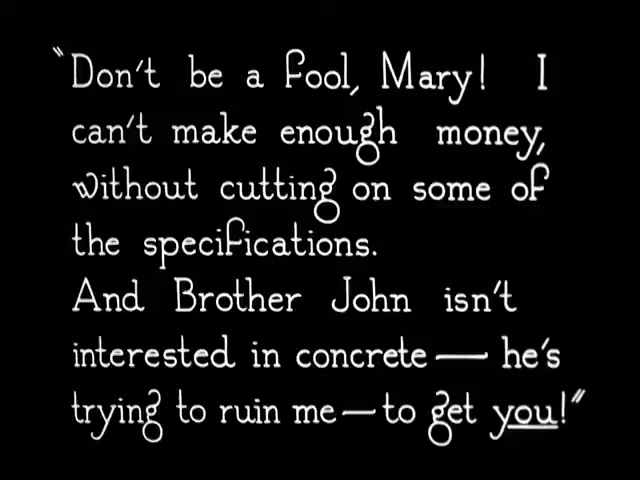 "Don't be a fool, Mary! I
can't make enough money,
without cutting on some of
the specifications.
And Brother John isn't
interested in concrete — he's
trying to ruin me — to get you!"